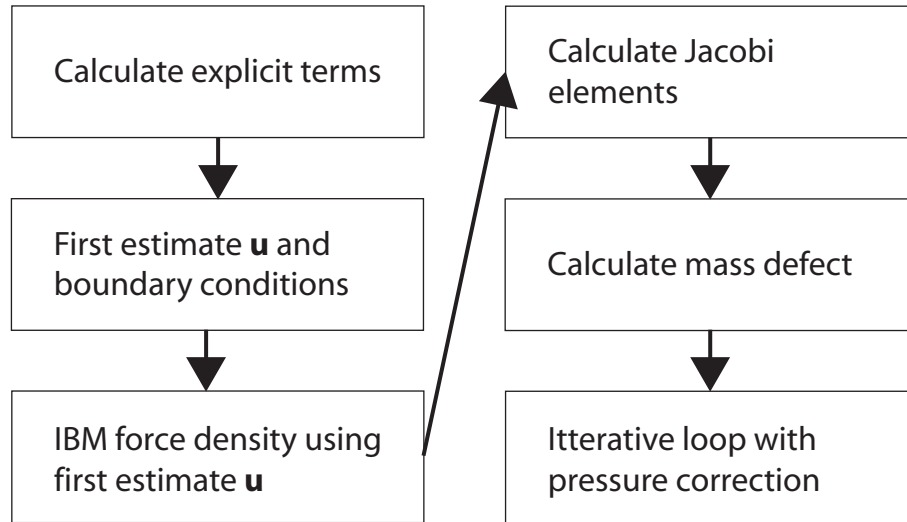 Calculate explicit terms
First estimate u and
boundary conditions
IBM force density using
first estimate u
Calculate Jacobi
elements
Calculate mass defect
Itterative loop with
pressure correction